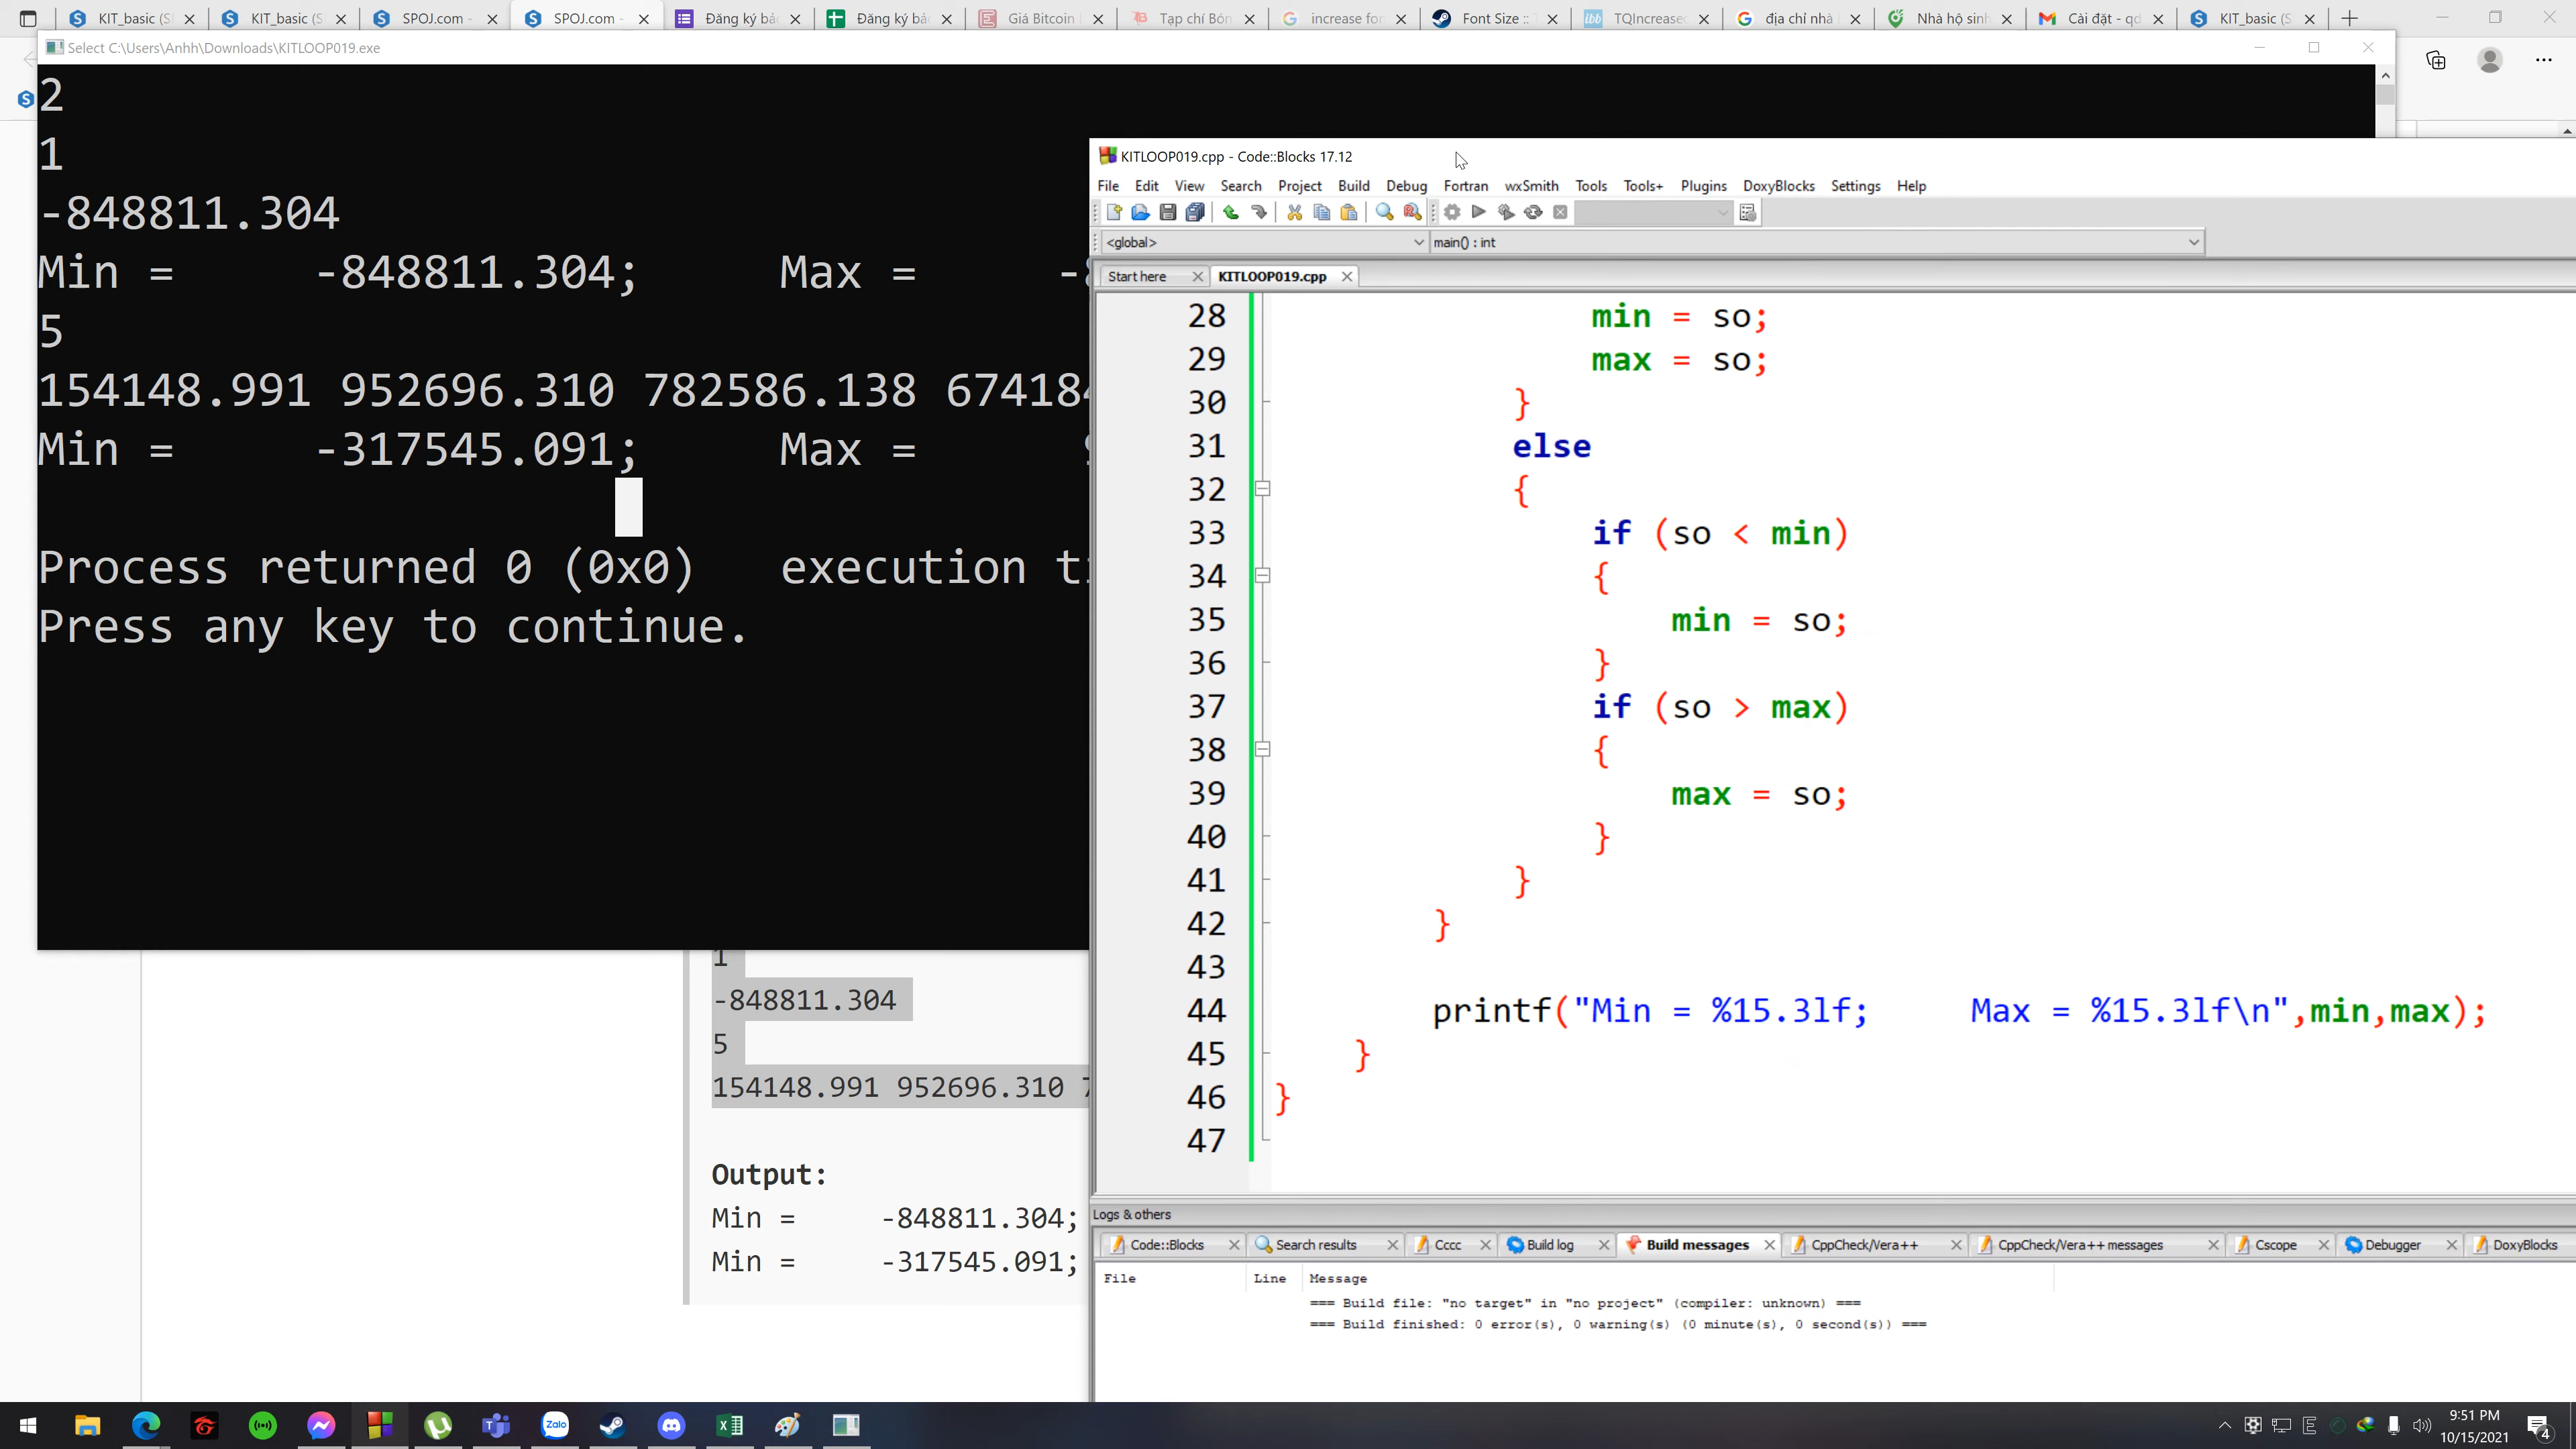 KIT_basic (S
KIT_basic (S
SPOJ.com -
SPOJ.com -
Đăng ký bả
Đăng ký bả
Giá Bitcoin
Tạp chí Bón
increase for
Font Size ::
TQIncreased
địa chỉ nhà
Nhà hộ sinh
Cài đặt - qd
KIT_basic (S
Select C:\Users\Anhh\Downloads\KITLOOP019.exe
2
1
-848811.304
Min =     -848811.304;     Max =     -8
5
154148.991 952696.310 782586.138 674184
Min =     -317545.091;     Max =
Process returned 0 (0x0)   execution ti
Press any key to continue.
1
-848811.304
5
154148.991 952696.310 7
Output:
Min =     -848811.304;
Min =     -317545.091;
KITLOOP019.cpp - Code::Blocks 17.12
File Edit View Search Project Build Debug Fortran wxSmith Tools Tools+ Plugins DoxyBlocks Settings Help
<global>
main() : int
Start here
KITLOOP019.cpp
28 min = so;
29 max = so;
30 }
31 else
32 {
33 if (so < min)
34 {
35 min = so;
36 }
37 if (so > max)
38 {
39 max = so;
40 }
41 }
42 }
43
44 printf("Min = %15.3lf;     Max = %15.3lf\n",min,max);
45 }
46 }
47
Logs & others
Code::Blocks
Search results
Cccc
Build log
Build messages
CppCheck/Vera++
CppCheck/Vera++ messages
Cscope
Debugger
DoxyBlocks
File Line Message
=== Build file: "no target" in "no project" (compiler: unknown) ===
=== Build finished: 0 error(s), 0 warning(s) (0 minute(s), 0 second(s)) ===
Zalo
9:51 PM
10/15/2021
4